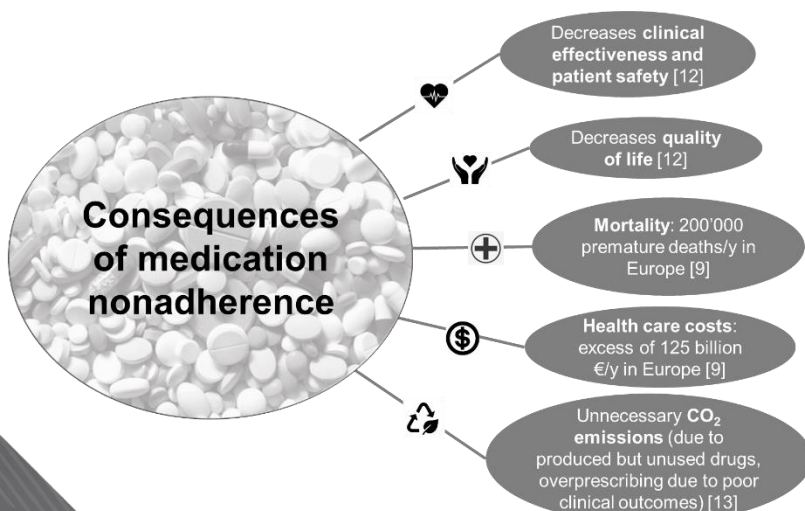 Consequences
of medication
nonadherence
Decreases clinical
effectiveness and
patient safety [12]
Decreases quality
of life [12]
Mortality: 200'000
premature deaths/y in
Europe [9]
Health care costs:
excess of 125 billion
€/y in Europe [9]
Unnecessary CO₂
emissions (due to
produced but unused drugs,
overprescribing due to poor
clinical outcomes) [13]